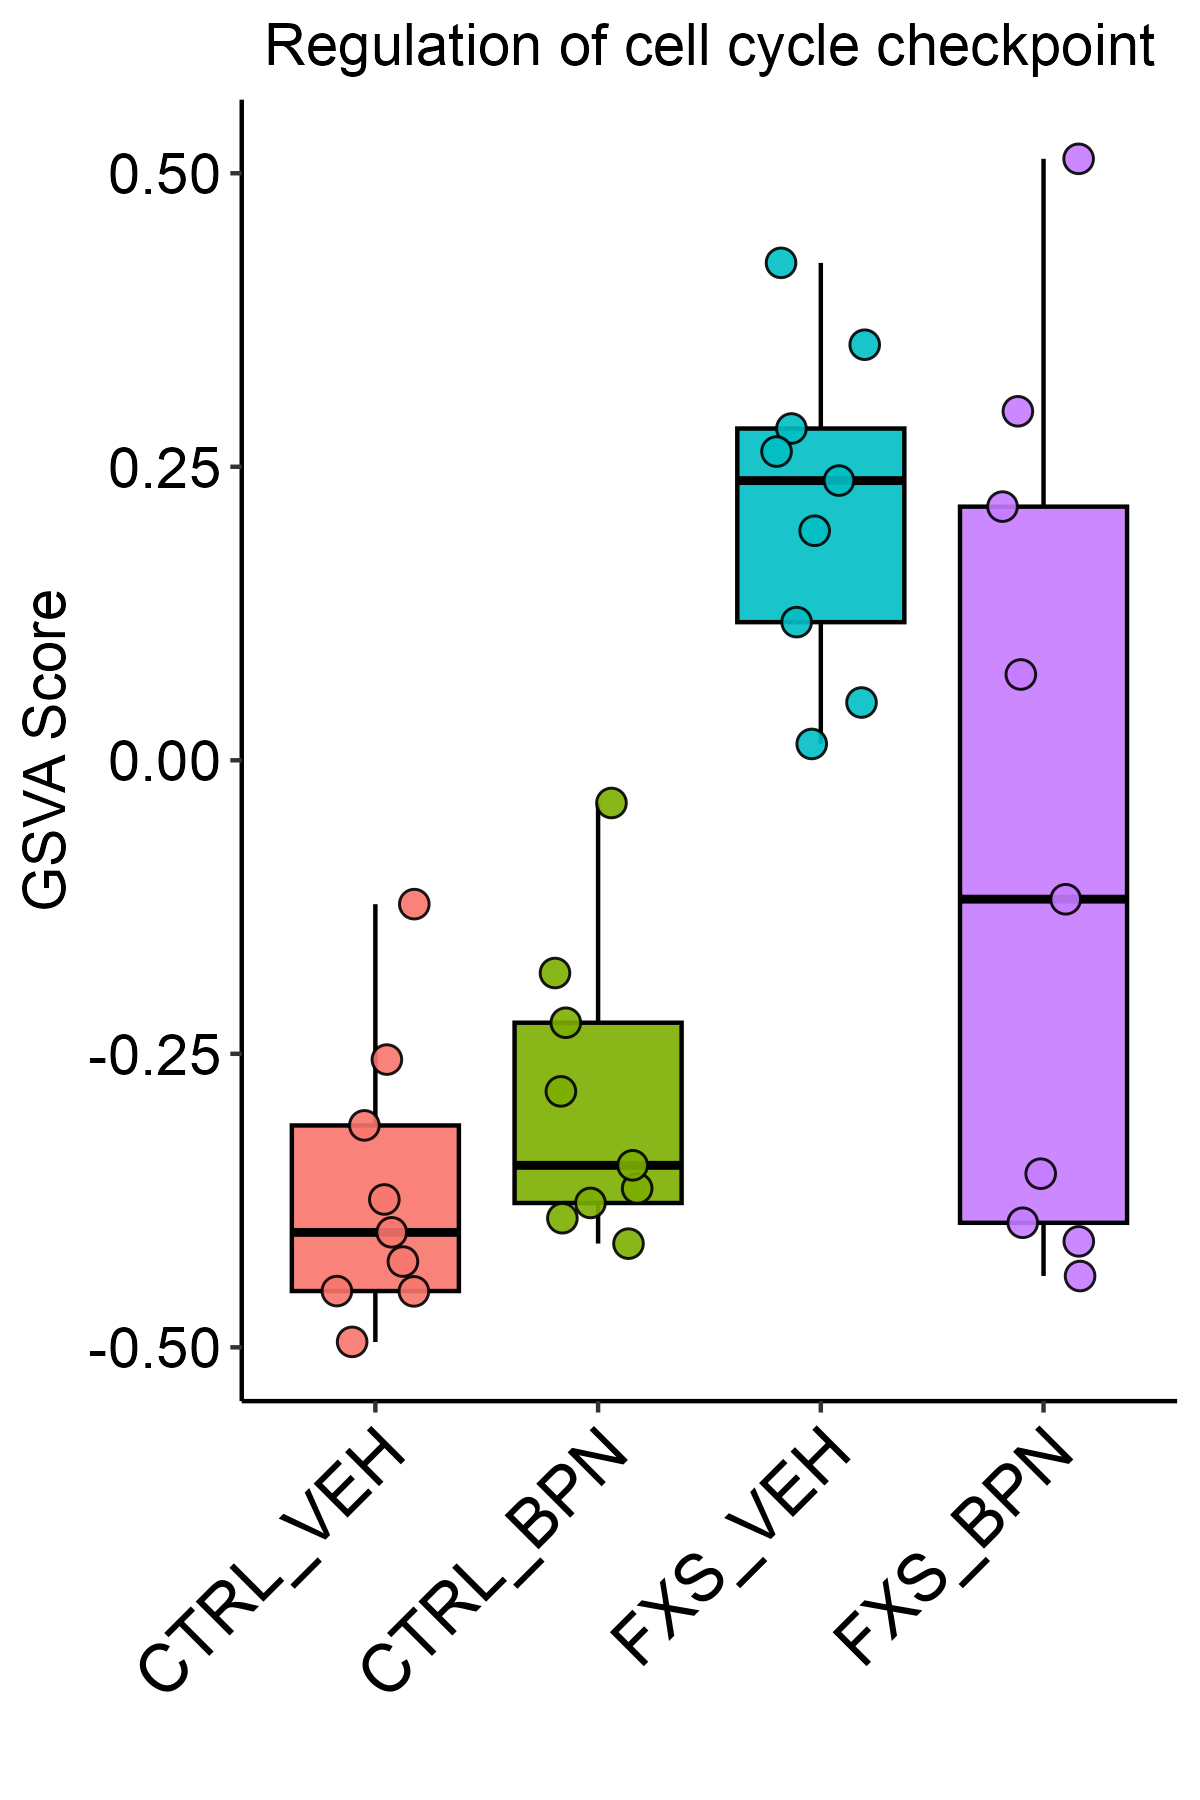 Regulation of cell cycle checkpoint
GSVA Score
0.50
0.25
0.00
-0.25
-0.50
CTRL_VEH
CTRL_BPN
FXS_VEH
FXS_BPN